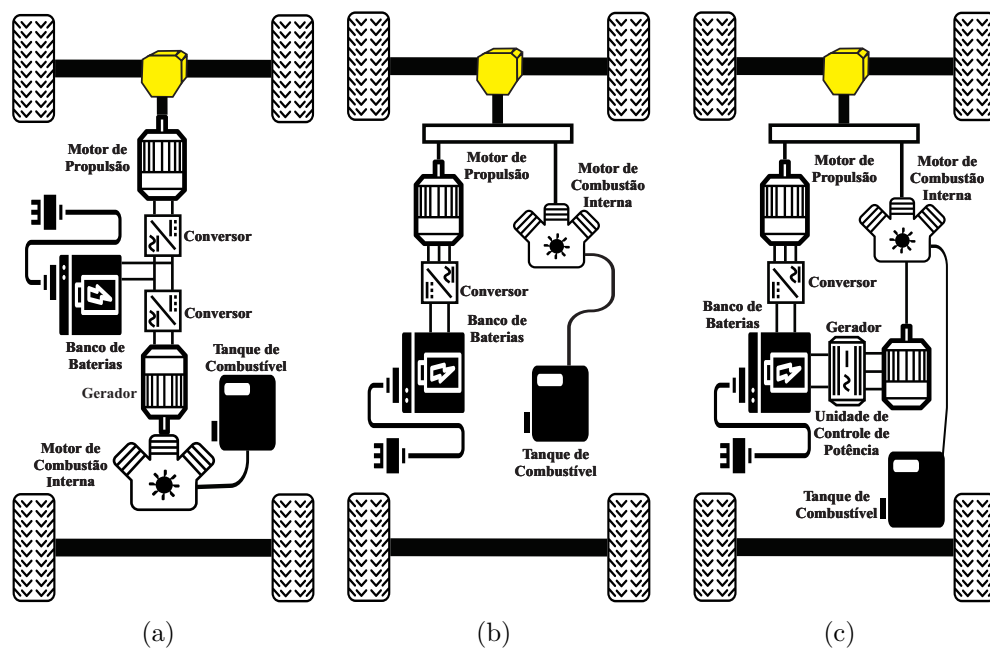 Motor de
Propulsão
Conversor
Conversor
Banco de
Baterias
Tanque de
Combustível
Gerador
Motor de
Combustão
Interna
(a)
Motor de
Propulsão
Motor de
Combustão
Interna
Conversor
Banco de
Baterias
Tanque de
Combustível
(b)
Motor de
Propulsão
Motor de
Combustão
Interna
Conversor
Banco de
Baterias
Gerador
Unidade de
Controle de
Potência
Tanque de
Combustível
(c)